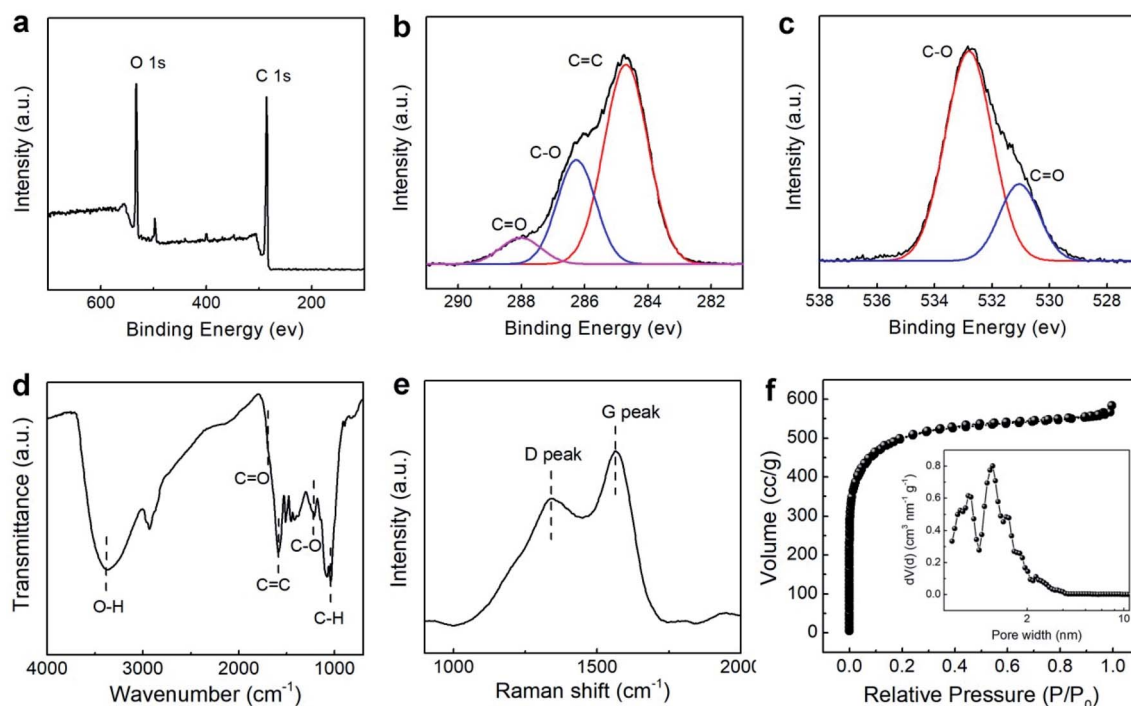 a
O 1s
C 1s
Intensity (a.u.)
600
400
200
Binding Energy (ev)
b
C=C
C-O
C=O
Intensity (a.u.)
290
288
286
284
282
Binding Energy (ev)
c
C-O
C=O
Intensity (a.u.)
538
536
534
532
530
528
Binding Energy (ev)
d
Transmittance (a.u.)
C=O
C-O
O-H
C=C
C-H
4000
3000
2000
1000
Wavenumber (cm⁻¹)
e
G peak
D peak
Intensity (a.u.)
1000
1500
2000
Raman shift (cm⁻¹)
f
Volume (cc/g)
600
500
400
300
200
100
0
0.0
0.2
0.4
0.6
0.8
1.0
Relative Pressure (P/P₀)
dV(d) (cm³ nm⁻¹ g⁻¹)
0.8
0.6
0.4
0.2
0.0
2
10
Pore width (nm)